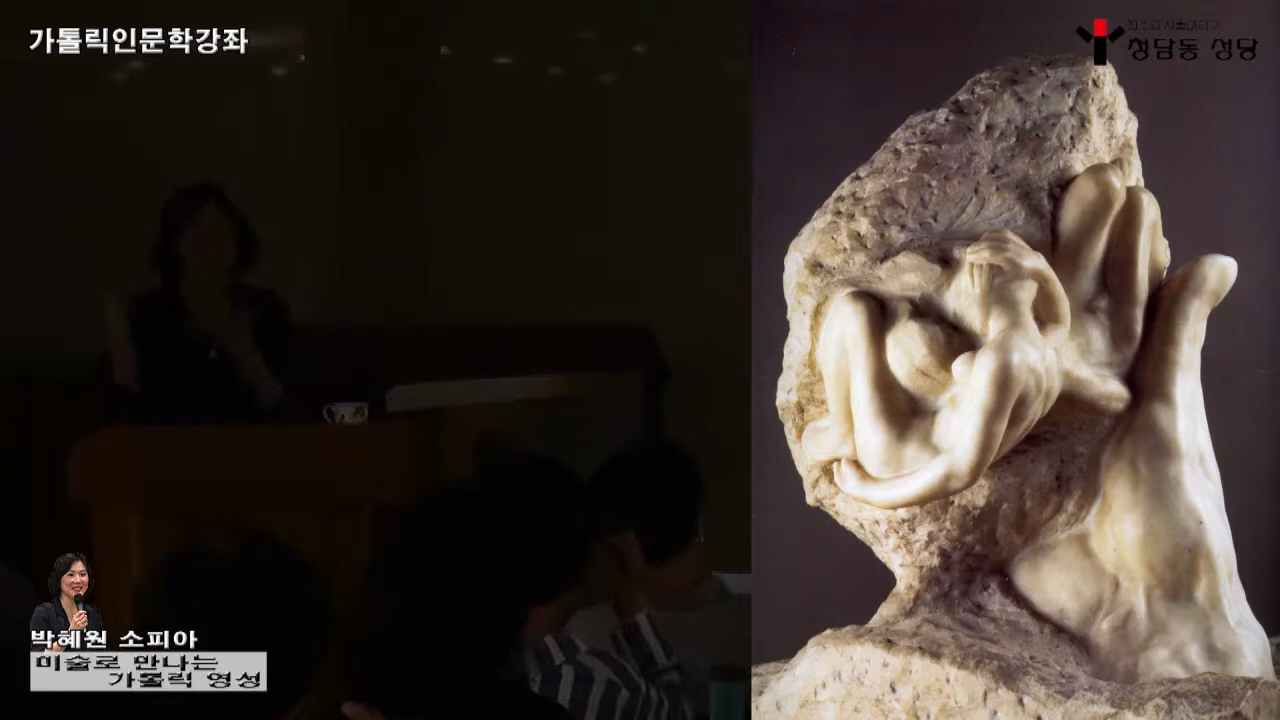 가톨릭인문학강좌
청담동 성당
박혜원 소피아
미술로 만나는
가톨릭 영성